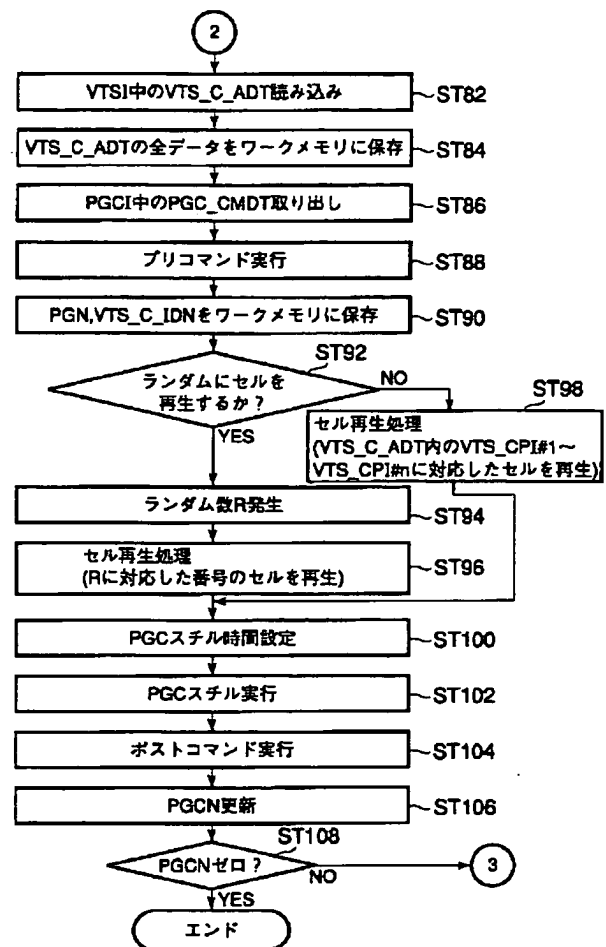 2
VTSI中のVTS_C_ADT読み込み
ST82
VTS_C_ADTの全データをワークメモリに保存
ST84
PGCI中のPGC_CMDT取り出し
ST86
プリコマンド実行
ST88
PGN,VTS_C_IDNをワークメモリに保存
ST90
ST92
ランダムにセルを
再生するか?
NO
YES
ST98
セル再生処理
(VTS_C_ADT内のVTS_CPI#1～
VTS_CPI#nに対応したセルを再生)
ランダム数R発生
ST94
セル再生処理
(Rに対応した番号のセルを再生)
ST96
PGCスチル時間設定
ST100
PGCスチル実行
ST102
ポストコマンド実行
ST104
PGCN更新
ST106
ST108
PGCNゼロ?
NO
3
YES
エンド